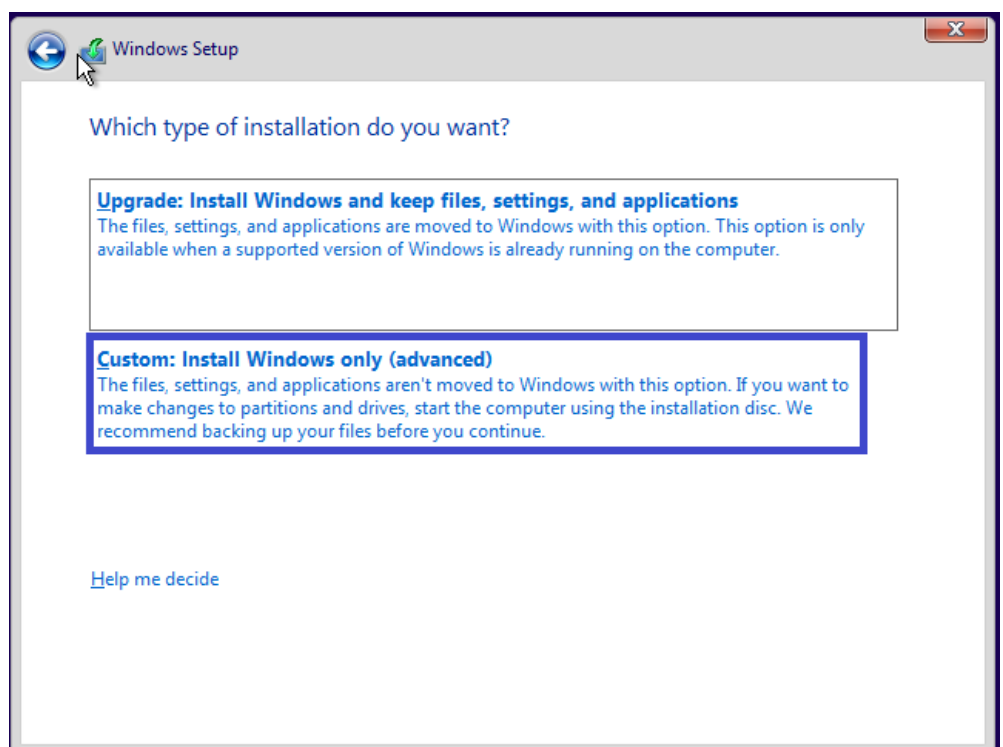 Windows Setup
Which type of installation do you want?
Upgrade: Install Windows and keep files, settings, and applications
The files, settings, and applications are moved to Windows with this option. This option is only
available when a supported version of Windows is already running on the computer.
Custom: Install Windows only (advanced)
The files, settings, and applications aren't moved to Windows with this option. If you want to
make changes to partitions and drives, start the computer using the installation disc. We
recommend backing up your files before you continue.
Help me decide